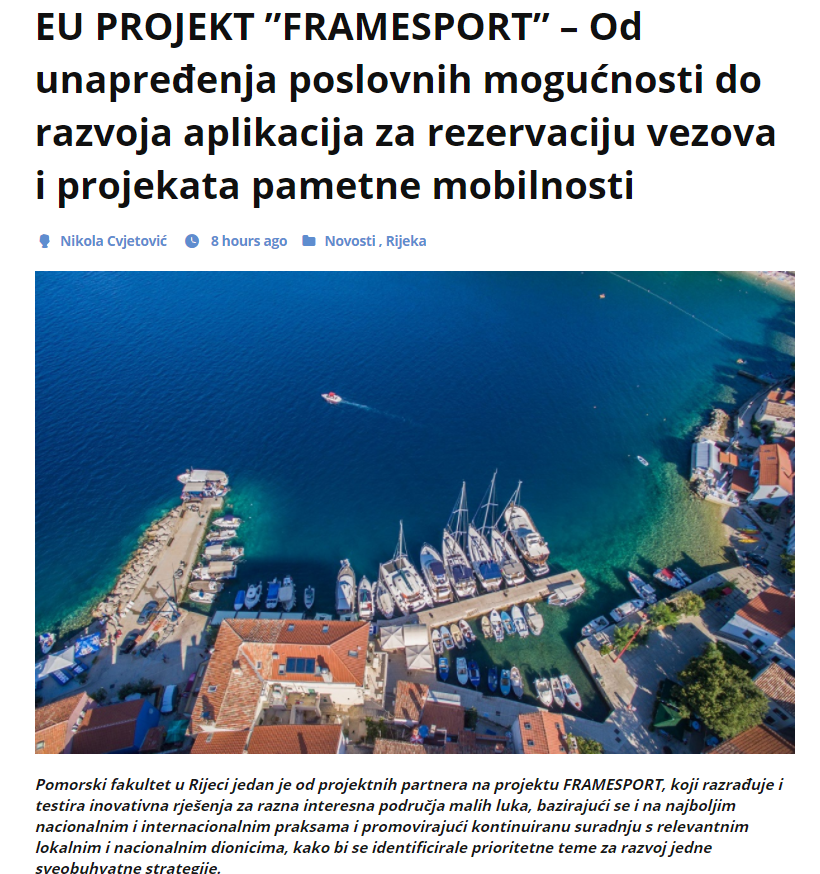 EU PROJEKT ”FRAMESPORT” – Od
unapređenja poslovnih mogućnosti do
razvoja aplikacija za rezervaciju vezova
i projekata pametne mobilnosti
Nikola Cvjetović 8 hours ago Novosti , Rijeka
Pomorski fakultet u Rijeci jedan je od projektnih partnera na projektu FRAMESPORT, koji razrađuje i
testira inovativna rješenja za razna interesna područja malih luka, bazirajući se i na najboljim
nacionalnim i internacionalnim praksama i promovirajući kontinuiranu suradnju s relevantnim
lokalnim i nacionalnim dionicima, kako bi se identificirale prioritetne teme za razvoj jedne
sveobuhvatne strategije.